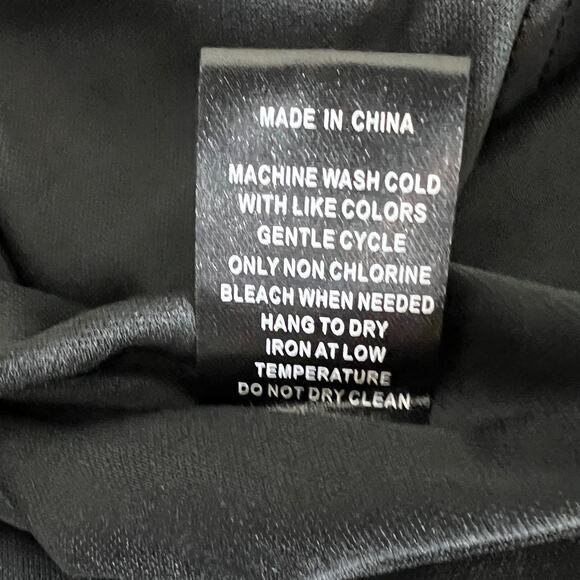 MADE IN CHINA
MACHINE WASH COLD
WITH LIKE COLORS
GENTLE CYCLE
ONLY NON CHLORINE
BLEACH WHEN NEEDED
HANG TO DRY
IRON AT LOW
TEMPERATURE
DO NOT DRY CLEAN